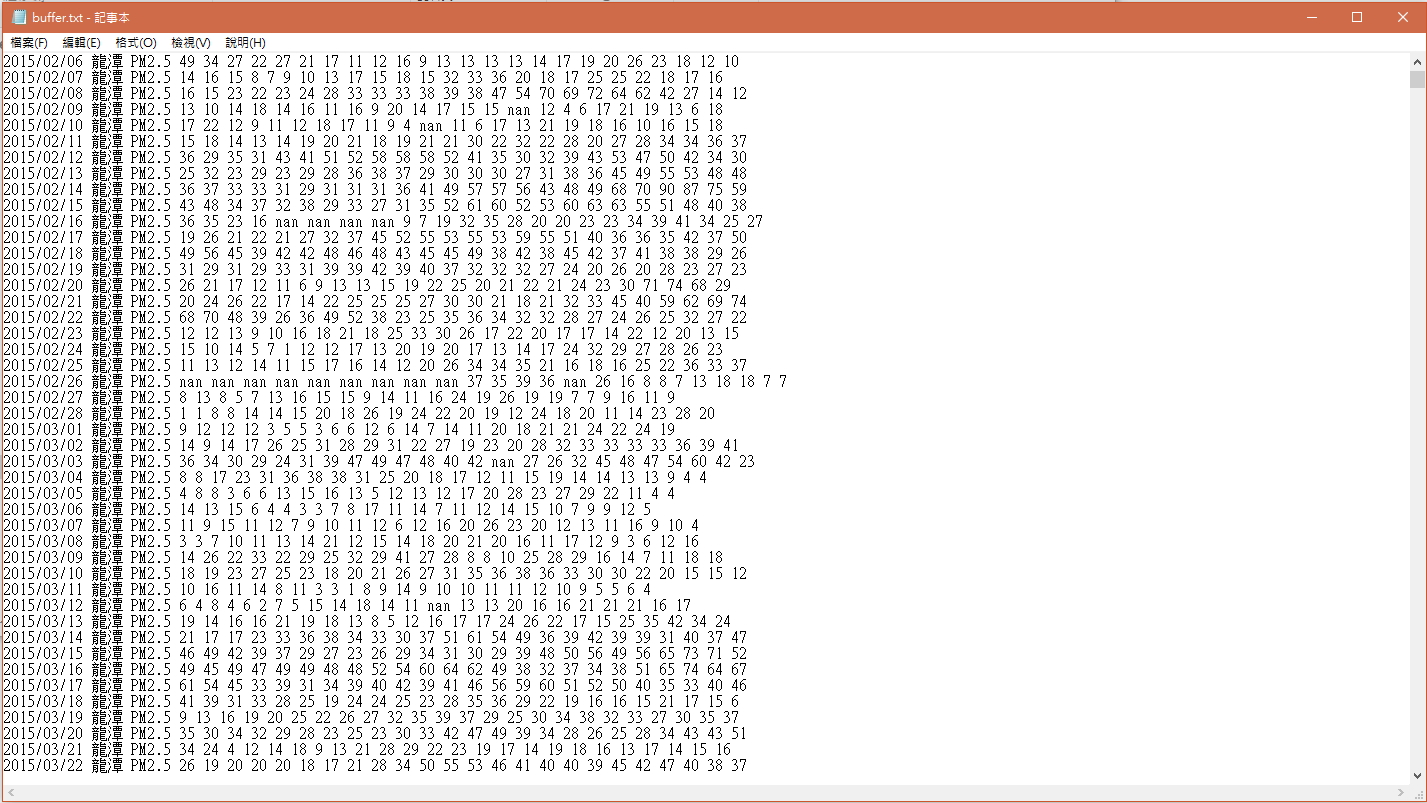 buffer.txt - 記事本
檔案(F) 編輯(E) 格式(O) 檢視(V) 說明(H)
2015/02/06 龍潭 PM2.5 49 34 27 22 27 21 17 11 12 16 9 13 13 13 13 14 17 19 20 26 23 18 12 10
2015/02/07 龍潭 PM2.5 14 16 15 8 7 9 10 13 17 15 18 15 32 33 36 20 18 17 25 25 22 18 17 16
2015/02/08 龍潭 PM2.5 16 15 23 22 23 24 28 33 33 33 38 39 38 47 54 70 69 72 64 62 42 27 14 12
2015/02/09 龍潭 PM2.5 13 10 14 18 14 16 11 16 9 20 14 17 15 15 nan 12 4 6 17 21 19 13 6 18
2015/02/10 龍潭 PM2.5 17 22 12 9 11 12 18 17 11 9 4 nan 11 6 17 13 21 19 18 16 10 16 15 18
2015/02/11 龍潭 PM2.5 15 18 14 13 14 19 20 21 18 19 21 21 30 22 32 22 28 20 27 28 34 34 36 37
2015/02/12 龍潭 PM2.5 36 29 35 31 43 41 51 52 58 58 58 52 41 35 30 32 39 43 53 47 50 42 34 30
2015/02/13 龍潭 PM2.5 25 32 23 29 23 29 28 36 38 37 29 30 30 30 27 31 38 36 45 49 55 53 48 48
2015/02/14 龍潭 PM2.5 36 37 33 33 31 29 31 31 31 36 41 49 57 57 56 43 48 49 68 70 90 87 75 59
2015/02/15 龍潭 PM2.5 43 48 34 37 32 38 29 33 27 31 35 52 61 60 52 53 60 63 63 55 51 48 40 38
2015/02/16 龍潭 PM2.5 36 35 23 16 nan nan nan nan 9 7 19 32 35 28 20 20 23 23 34 39 41 34 25 27
2015/02/17 龍潭 PM2.5 19 26 21 22 21 27 32 37 45 52 55 53 55 53 59 55 51 40 36 36 35 42 37 50
2015/02/18 龍潭 PM2.5 49 56 45 39 42 42 48 46 48 43 45 45 49 38 42 38 45 42 37 41 38 38 29 26
2015/02/19 龍潭 PM2.5 31 29 31 29 33 31 39 39 42 39 40 37 32 32 32 27 24 20 26 20 28 23 27 23
2015/02/20 龍潭 PM2.5 26 21 17 12 11 6 9 13 13 15 19 22 25 20 21 22 21 24 23 30 71 74 68 29
2015/02/21 龍潭 PM2.5 20 24 26 22 17 14 22 25 25 25 27 30 30 21 18 21 32 33 45 40 59 62 69 74
2015/02/22 龍潭 PM2.5 68 70 48 39 26 36 49 52 38 23 25 35 36 34 32 32 28 27 24 26 25 32 27 22
2015/02/23 龍潭 PM2.5 12 12 13 9 10 16 18 21 18 25 33 30 26 17 22 20 17 17 14 22 12 20 13 15
2015/02/24 龍潭 PM2.5 15 10 14 5 7 1 12 12 17 13 20 19 20 17 13 14 17 24 32 29 27 28 26 23
2015/02/25 龍潭 PM2.5 11 13 12 14 11 15 17 16 14 12 20 26 34 34 35 21 16 18 16 25 22 36 33 37
2015/02/26 龍潭 PM2.5 nan nan nan nan nan nan nan nan nan 37 35 39 36 nan 26 16 8 8 7 13 18 18 7 7
2015/02/27 龍潭 PM2.5 8 13 8 5 7 13 16 15 15 9 14 11 16 24 19 26 19 19 7 7 9 16 11 9
2015/02/28 龍潭 PM2.5 1 1 8 8 14 14 15 20 18 26 19 24 22 20 19 12 24 18 20 11 14 23 28 20
2015/03/01 龍潭 PM2.5 9 12 12 12 3 5 5 3 6 6 12 6 14 7 14 11 20 18 21 21 24 22 24 19
2015/03/02 龍潭 PM2.5 14 9 14 17 26 25 31 28 29 31 22 27 19 23 20 28 32 33 33 33 33 36 39 41
2015/03/03 龍潭 PM2.5 36 34 30 29 24 31 39 47 49 47 48 40 42 nan 27 26 32 45 48 47 54 60 42 23
2015/03/04 龍潭 PM2.5 8 8 17 23 31 36 38 38 31 25 20 18 17 12 11 15 19 14 14 13 13 9 4 4
2015/03/05 龍潭 PM2.5 4 8 8 3 6 6 13 15 16 13 5 12 13 12 17 20 28 23 27 29 22 11 4 4
2015/03/06 龍潭 PM2.5 14 13 15 6 4 4 3 3 7 8 17 11 14 7 11 12 14 15 10 7 9 9 12 5
2015/03/07 龍潭 PM2.5 11 9 15 11 12 7 9 10 11 12 6 12 16 20 26 23 20 12 13 11 16 9 10 4
2015/03/08 龍潭 PM2.5 3 3 7 10 11 13 14 21 12 15 14 18 20 21 20 16 11 17 12 9 3 6 12 16
2015/03/09 龍潭 PM2.5 14 26 22 33 22 29 25 32 29 41 27 28 8 8 10 25 28 29 16 14 7 11 18 18
2015/03/10 龍潭 PM2.5 18 19 23 27 25 23 18 20 21 26 27 31 35 36 38 36 33 30 30 22 20 15 15 12
2015/03/11 龍潭 PM2.5 10 16 11 14 8 11 3 3 1 8 9 14 9 10 10 11 11 12 10 9 5 5 6 4
2015/03/12 龍潭 PM2.5 6 4 8 4 6 2 7 5 15 14 18 14 11 nan 13 13 20 16 16 21 21 21 16 17
2015/03/13 龍潭 PM2.5 19 14 16 16 21 19 18 13 8 5 12 16 17 17 24 26 22 17 15 25 35 42 34 24
2015/03/14 龍潭 PM2.5 21 17 17 23 33 36 38 34 33 30 37 51 61 54 49 36 39 42 39 39 31 40 37 47
2015/03/15 龍潭 PM2.5 46 49 42 39 37 29 27 23 26 29 34 31 30 29 39 48 50 56 49 56 65 73 71 52
2015/03/16 龍潭 PM2.5 49 45 49 47 49 49 48 48 52 54 60 64 62 49 38 32 37 34 38 51 65 74 64 67
2015/03/17 龍潭 PM2.5 61 54 45 33 39 31 34 39 40 42 39 41 46 56 59 60 51 52 50 40 35 33 40 46
2015/03/18 龍潭 PM2.5 41 39 31 33 28 25 19 24 24 25 23 28 35 36 29 22 19 16 16 15 21 17 15 6
2015/03/19 龍潭 PM2.5 9 13 16 19 20 25 22 26 27 32 35 39 37 29 25 30 34 38 32 33 27 30 35 37
2015/03/20 龍潭 PM2.5 35 30 34 32 29 28 23 25 23 30 33 42 47 49 39 34 28 26 25 28 34 43 43 51
2015/03/21 龍潭 PM2.5 34 24 4 12 14 18 9 13 21 28 29 22 23 19 17 14 19 18 16 13 17 14 15 16
2015/03/22 龍潭 PM2.5 26 19 20 20 20 18 17 21 28 34 50 55 53 46 41 40 40 39 45 42 47 40 38 37